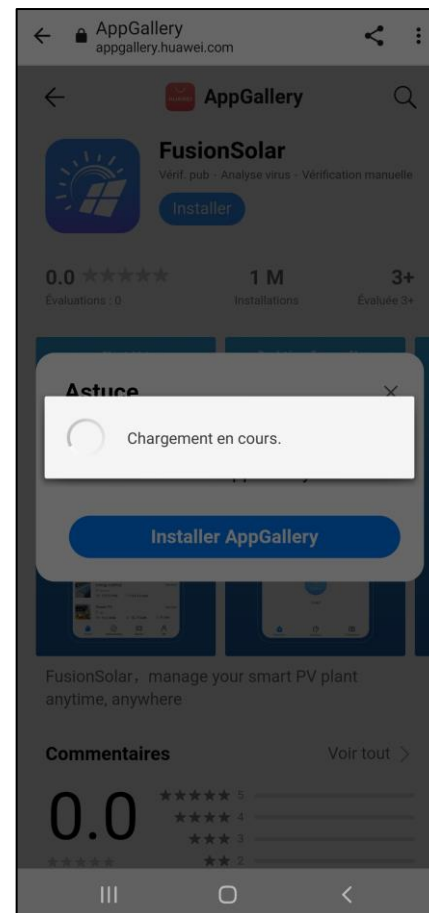 AppGallery
appgallery.huawei.com
AppGallery
FusionSolar
Vérif. pub - Analyse virus - Vérification manuelle
Installer
0.0 ★★★★★
Évaluations : 0
1 M
Installations
3+
Évaluée 3+
Astuce
Chargement en cours.
Installer AppGallery
FusionSolar，manage your smart PV plant
anytime, anywhere
Commentaires
Voir tout
0.0
★★★★★ 5
★★★★ 4
★★★ 3
★★ 2